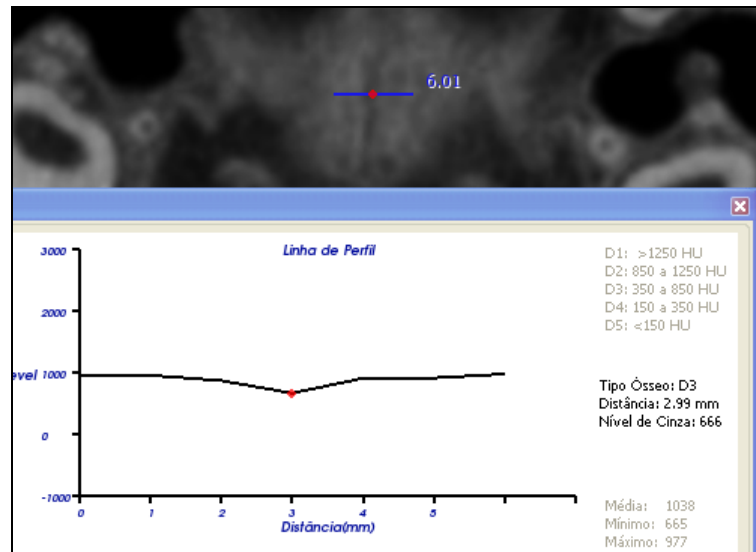 6.01
Linha de Perfil
3000
2000
1000
0
-1000
evel
0
1
2
3
4
5
Distância(mm)
D1: >1250 HU
D2: 850 a 1250 HU
D3: 350 a 850 HU
D4: 150 a 350 HU
D5: <150 HU
Tipo Ósseo: D3
Distância: 2.99 mm
Nível de Cinza: 666
Média: 1038
Mínimo: 665
Máximo: 977